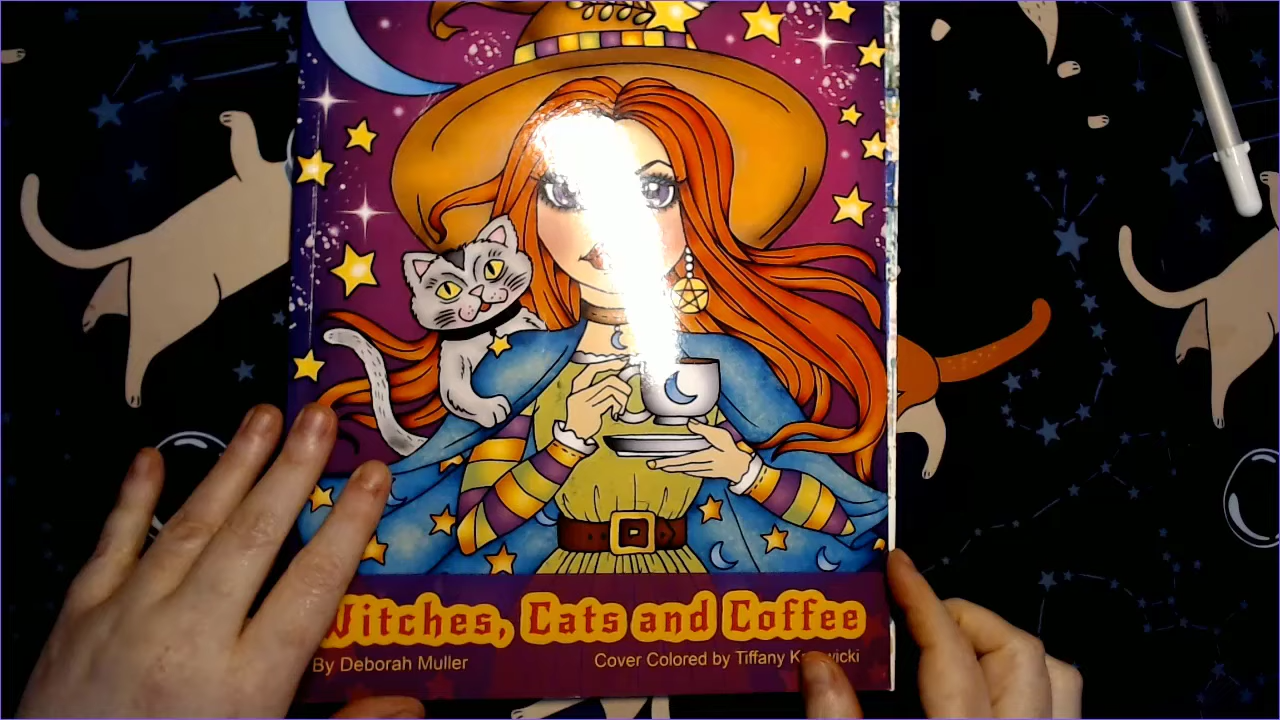 Witches, Cats and Coffee
By Deborah Muller
Cover Colored by Tiffany